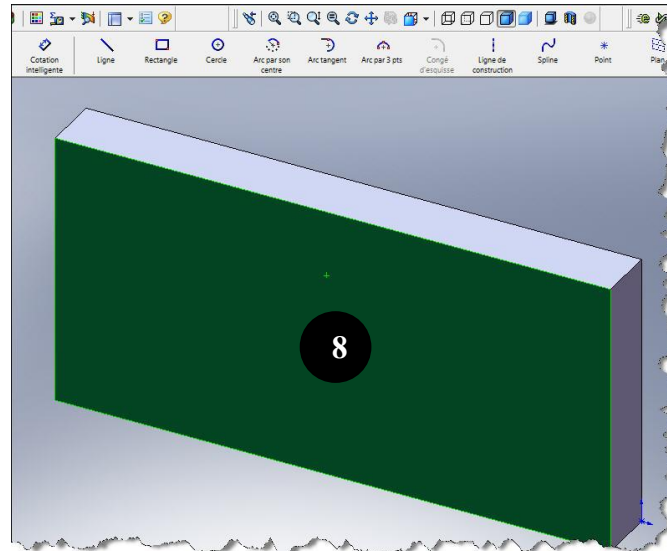 Cotation intelligente
Ligne
Rectangle
Cercle
Arc par son centre
Arc tangent
Arc par 3 pts
Congé d'esquisse
Ligne de construction
Spline
Point
Plan
8